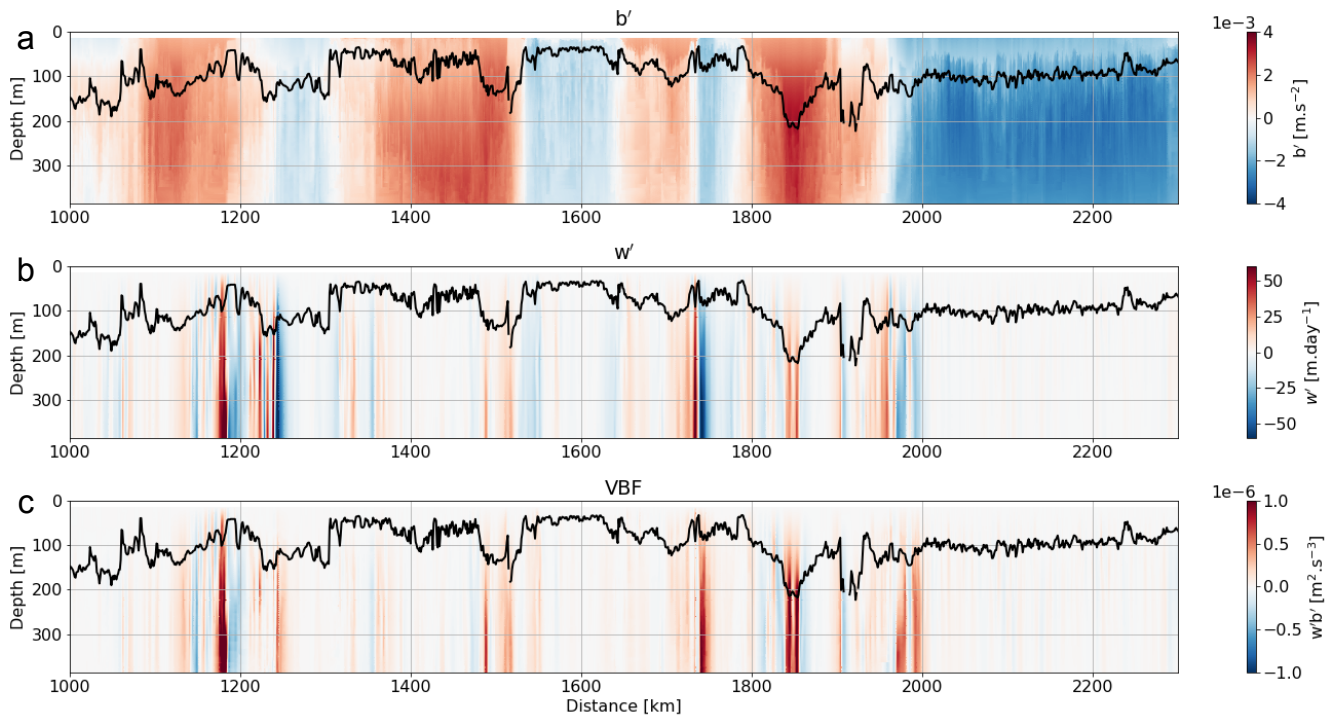 b′
a
0
100
200
300
Depth [m]
1000 1200 1400 1600 1800 2000 2200
1e−3
4
2
0
−2
−4
b′ [m.s⁻²]
w′
b
0
100
200
300
Depth [m]
1000 1200 1400 1600 1800 2000 2200
50
25
0
−25
−50
w′ [m.day⁻¹]
VBF
c
0
100
200
300
Depth [m]
1000 1200 1400 1600 1800 2000 2200
Distance [km]
1e−6
1.0
0.5
0.0
−0.5
−1.0
w′b′ [m².s⁻³]